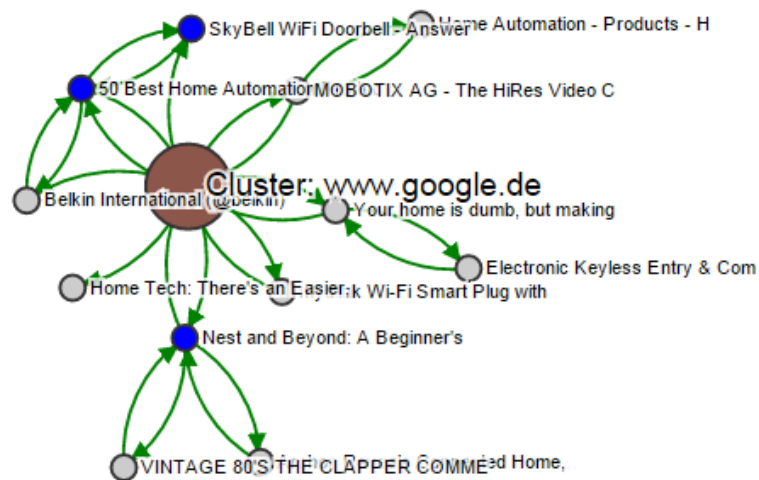 SkyBell WiFi Doorbell - Answer
Home Automation - Products - H
50 Best Home Automation
MOBOTIX AG - The HiRes Video C
Cluster: www.google.de
Belkin International (@belkin)
Your home is dumb, but making
Electronic Keyless Entry & Com
Home Tech: There's an Easier
Wi-Fi Smart Plug with
Nest and Beyond: A Beginner's
VINTAGE 80'S THE CLAPPER COMME
Home,